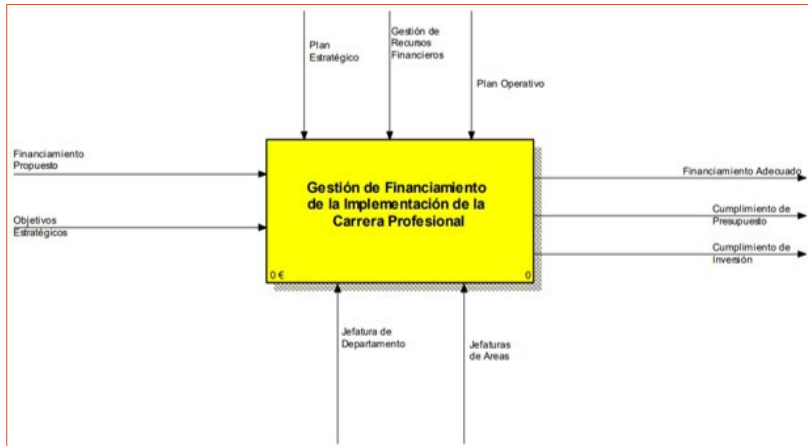 Plan
Estratégico
Gestión de
Recursos
Financieros
Plan Operativo
Financiamiento
Propuesto
Objetivos
Estratégicos
Gestión de Financiamiento
de la Implementación de la
Carrera Profesional
0 €
0
Financiamiento Adecuado
Cumplimiento de
Presupuesto
Cumplimiento de
Inversión
Jefatura de
Departamento
Jefaturas
de Areas